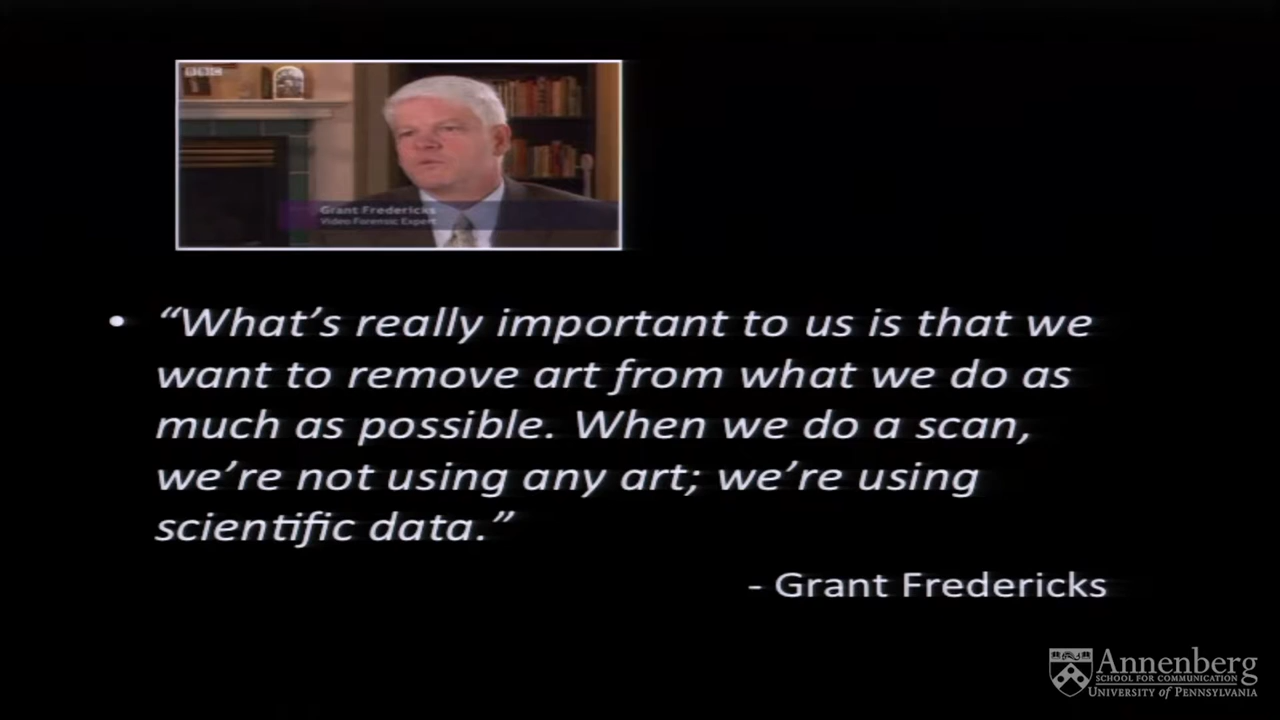 BBC
Grant Fredericks
Video Forensic Expert
• “What’s really important to us is that we
want to remove art from what we do as
much as possible. When we do a scan,
we’re not using any art; we’re using
scientific data.”
- Grant Fredericks
Annenberg
SCHOOL FOR COMMUNICATION
UNIVERSITY of PENNSYLVANIA